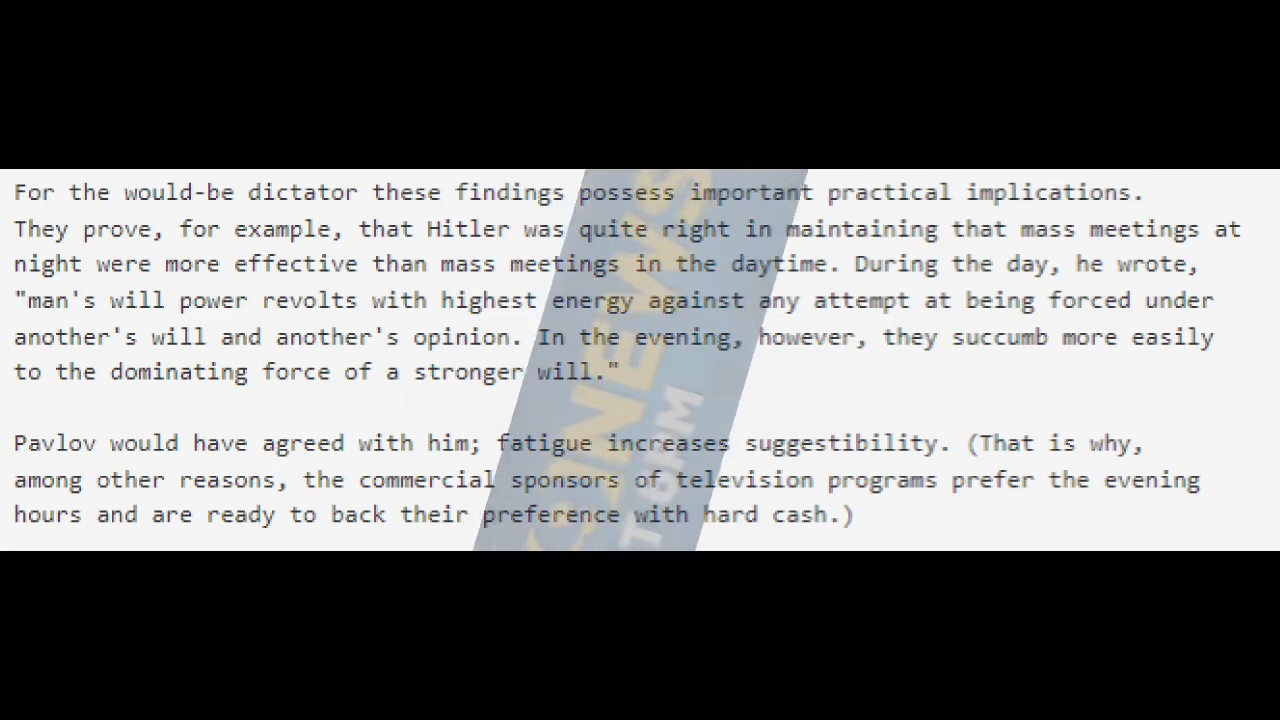 For the would-be dictator these findings possess important practical implications.
They prove, for example, that Hitler was quite right in maintaining that mass meetings at
night were more effective than mass meetings in the daytime. During the day, he wrote,
"man's will power revolts with highest energy against any attempt at being forced under
another's will and another's opinion. In the evening, however, they succumb more easily
to the dominating force of a stronger will."
Pavlov would have agreed with him; fatigue increases suggestibility. (That is why,
among other reasons, the commercial sponsors of television programs prefer the evening
hours and are ready to back their preference with hard cash.)